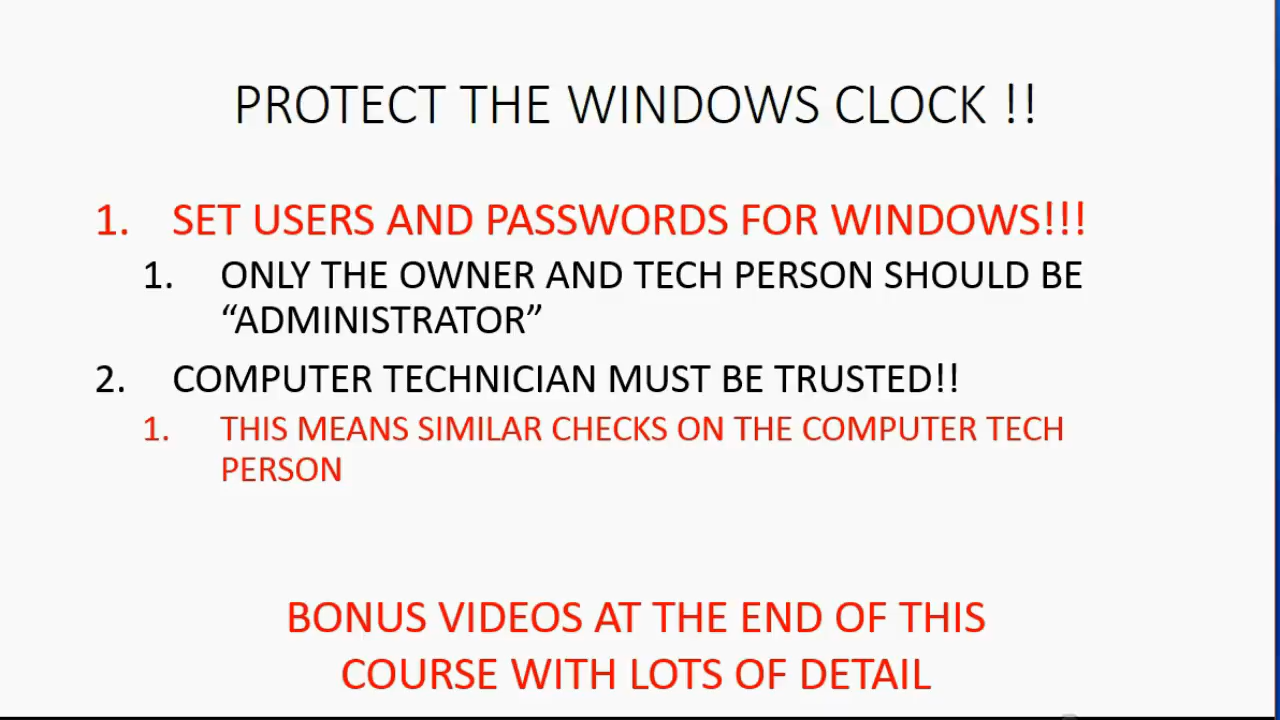 PROTECT THE WINDOWS CLOCK !!
1. SET USERS AND PASSWORDS FOR WINDOWS!!!
1. ONLY THE OWNER AND TECH PERSON SHOULD BE
“ADMINISTRATOR”
2. COMPUTER TECHNICIAN MUST BE TRUSTED!!
1. THIS MEANS SIMILAR CHECKS ON THE COMPUTER TECH
PERSON
BONUS VIDEOS AT THE END OF THIS
COURSE WITH LOTS OF DETAIL